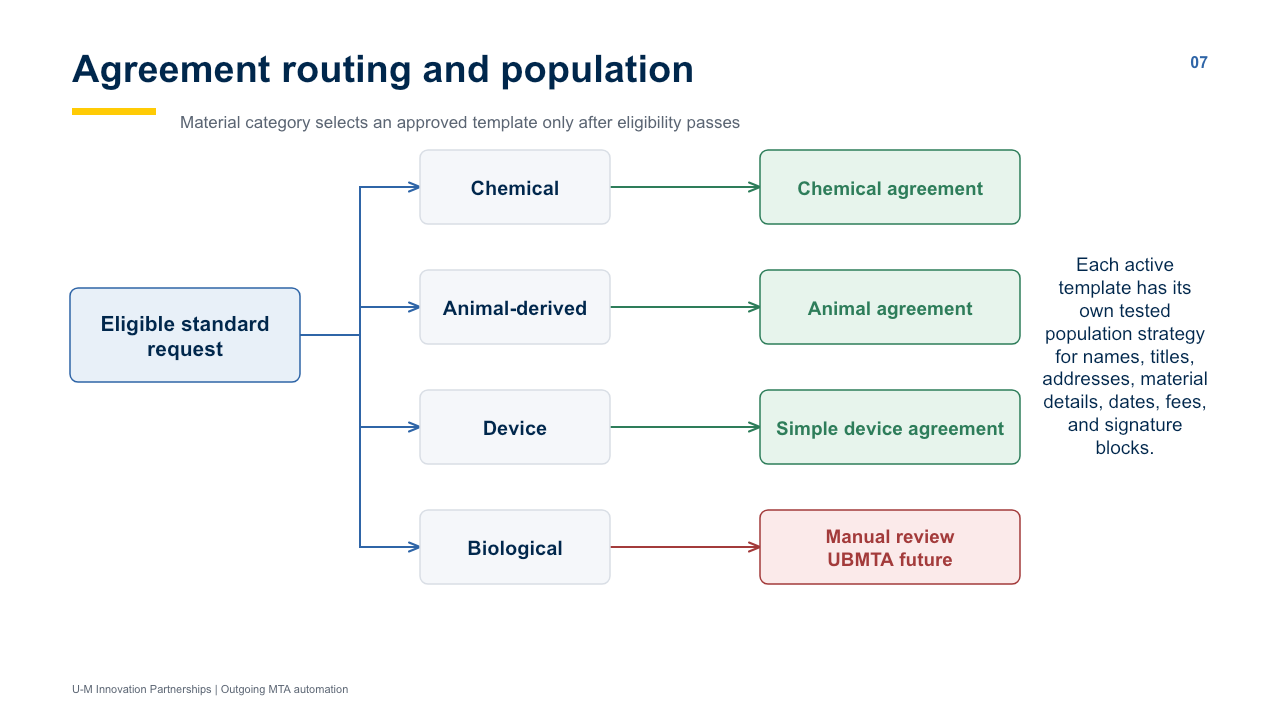 Agreement routing and population
07
Material category selects an approved template only after eligibility passes
Chemical
Chemical agreement
Animal-derived
Animal agreement
Eligible standard
request
Each active
template has its
own tested
population strategy
for names, titles,
addresses, material
details, dates, fees,
and signature
blocks.
Device
Simple device agreement
Biological
Manual review
UBMTA future
U-M Innovation Partnerships | Outgoing MTA automation